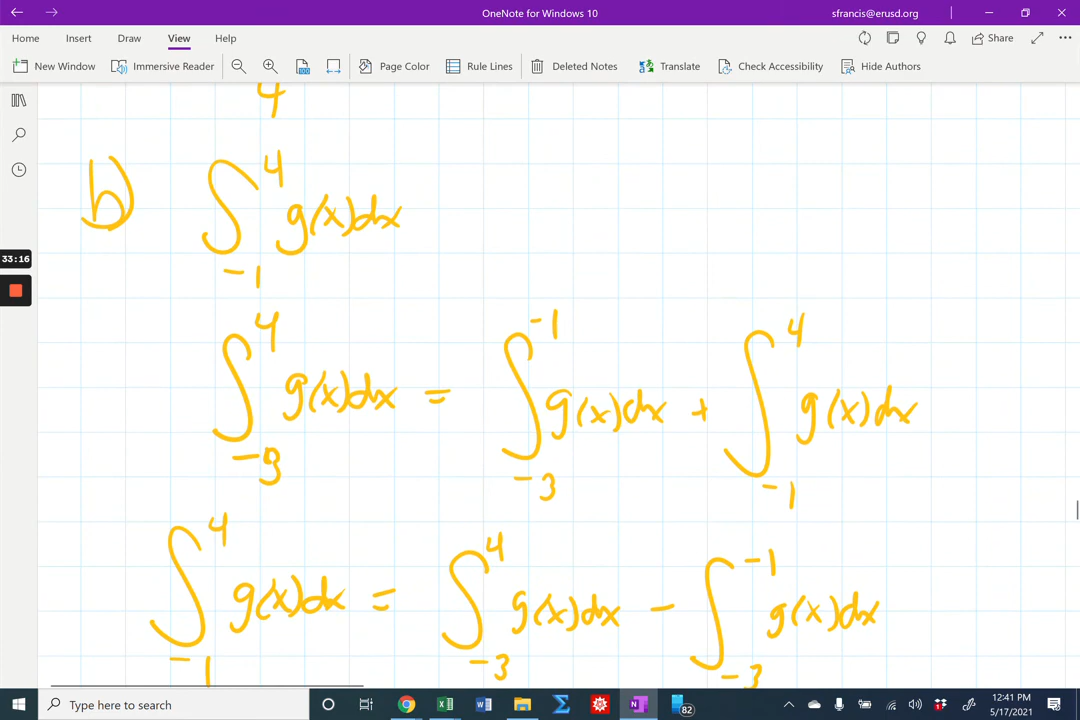 OneNote for Windows 10
sfrancis@erusd.org
Home Insert Draw View Help
Share
New Window Immersive Reader Page Color Rule Lines Deleted Notes Translate Check Accessibility Hide Authors
4
b) ∫_{-1}^{4} g(x)dx
33:16
∫_{-3}^{4} g(x)dx = ∫_{-3}^{-1} g(x)dx + ∫_{-1}^{4} g(x)dx
∫_{-1}^{4} g(x)dx = ∫_{-3}^{4} g(x)dx - ∫_{-3}^{-1} g(x)dx
Type here to search
82
12:41 PM
5/17/2021